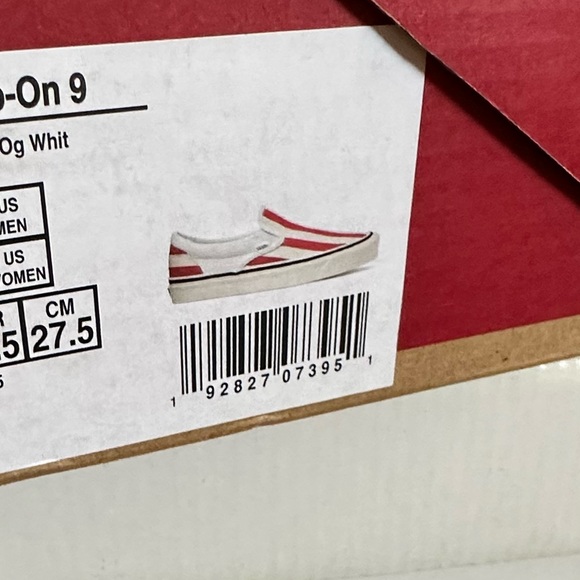 -On 9
Og Whit
US
MEN
US
OMEN
CM
.5 27.5
5
1 92827 07395 1